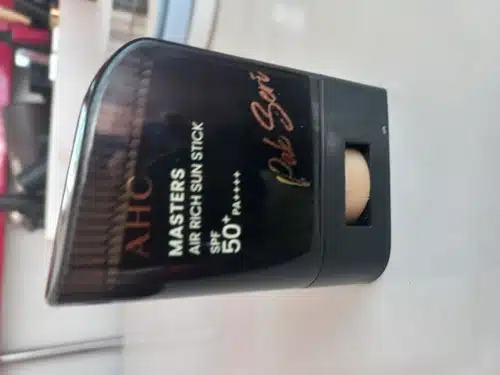 AHC
MASTERS
AIR RICH SUN STICK
SPF
50+ PA++++
Pak Seri